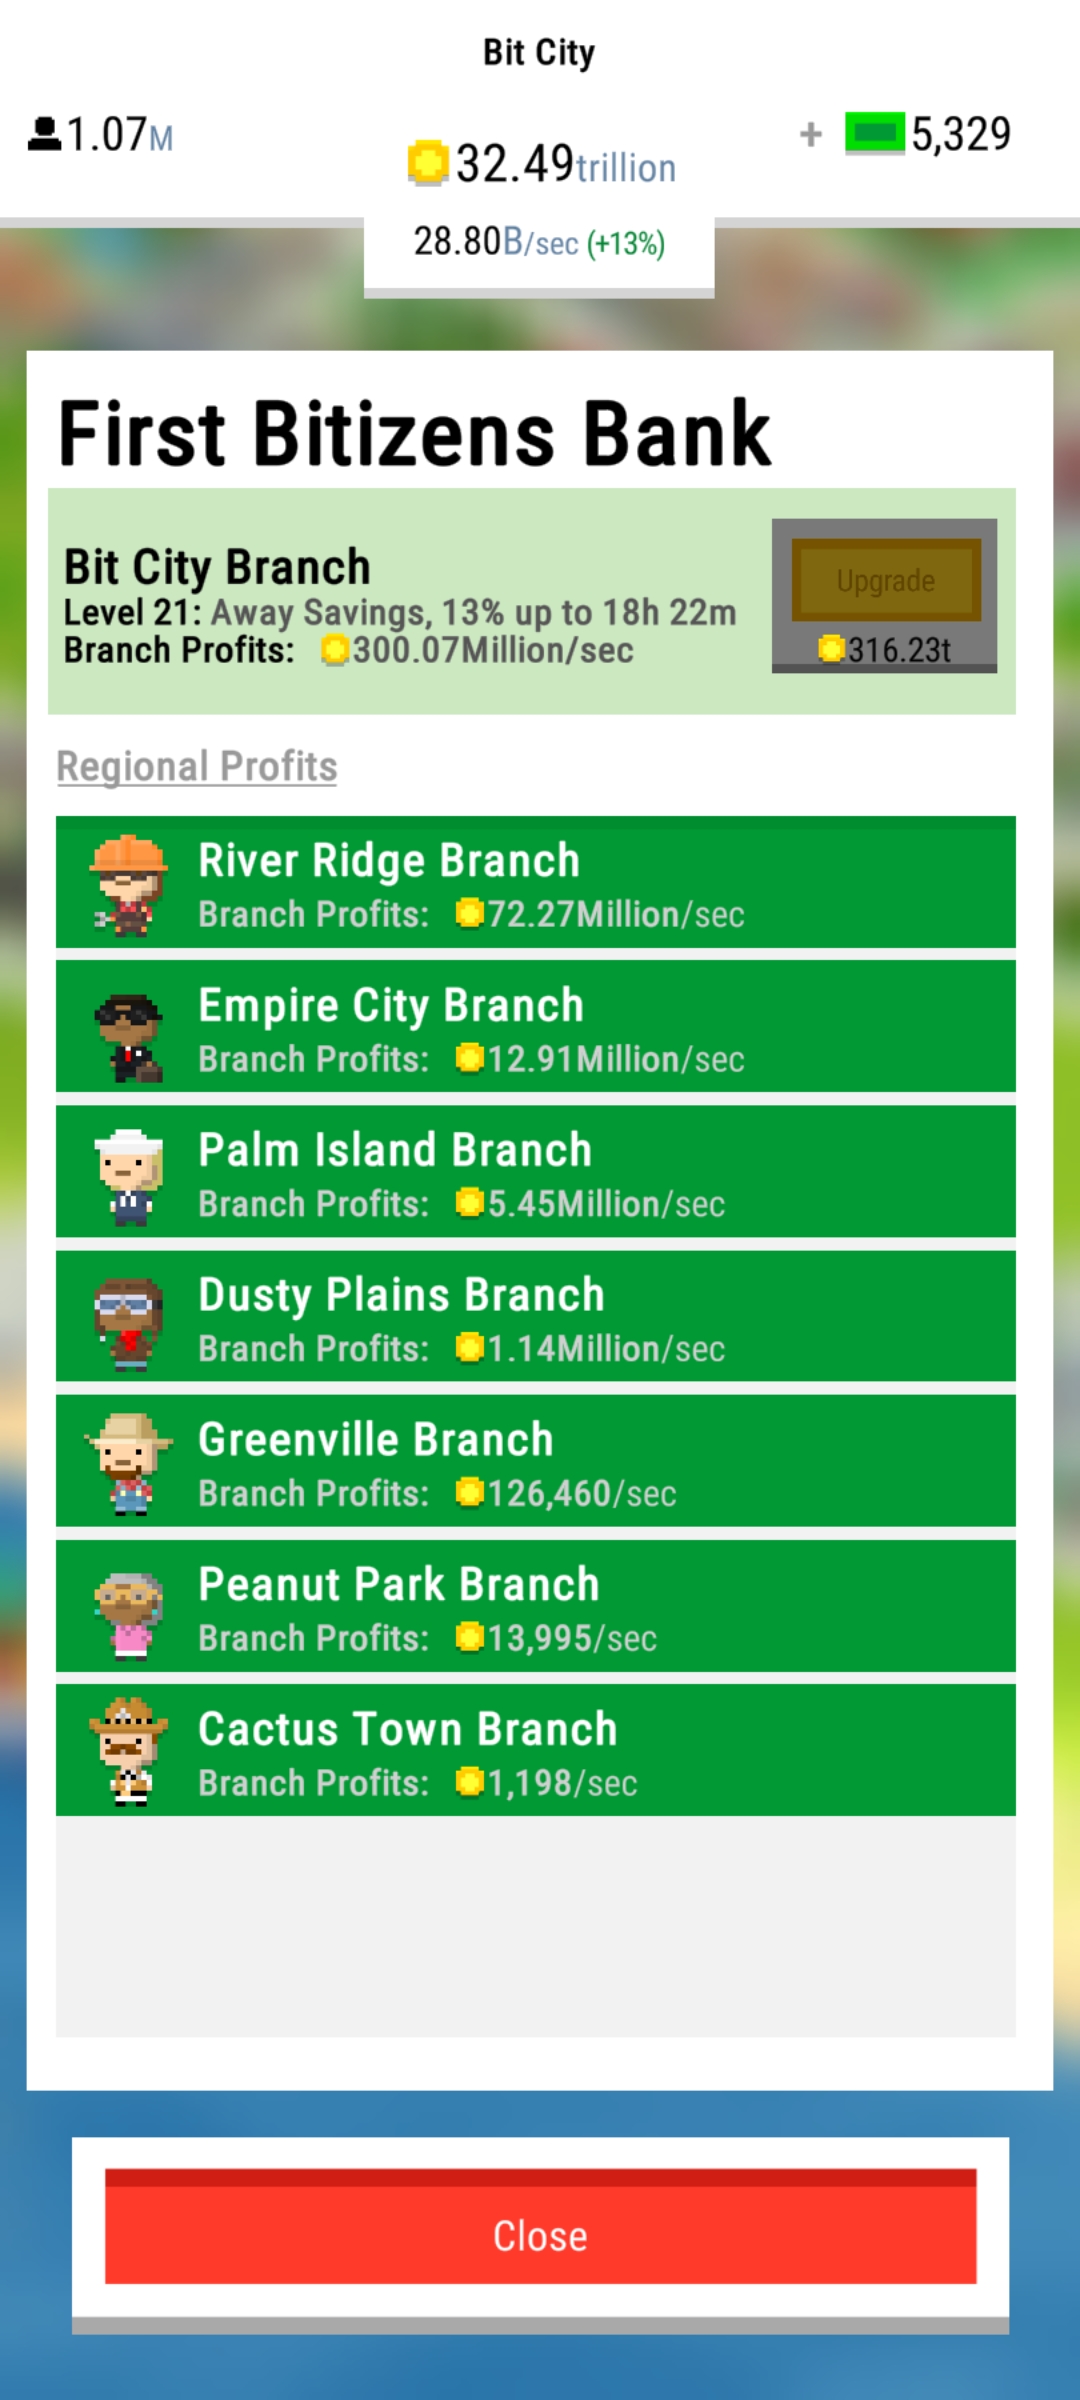 Bit City
1.07M
32.49trillion
+ 5,329
28.80B/sec (+13%)
First Bitizens Bank
Bit City Branch
Level 21: Away Savings, 13% up to 18h 22m
Branch Profits: 300.07Million/sec
Upgrade
316.23t
Regional Profits
River Ridge Branch
Branch Profits: 72.27Million/sec
Empire City Branch
Branch Profits: 12.91Million/sec
Palm Island Branch
Branch Profits: 5.45Million/sec
Dusty Plains Branch
Branch Profits: 1.14Million/sec
Greenville Branch
Branch Profits: 126,460/sec
Peanut Park Branch
Branch Profits: 13,995/sec
Cactus Town Branch
Branch Profits: 1,198/sec
Close